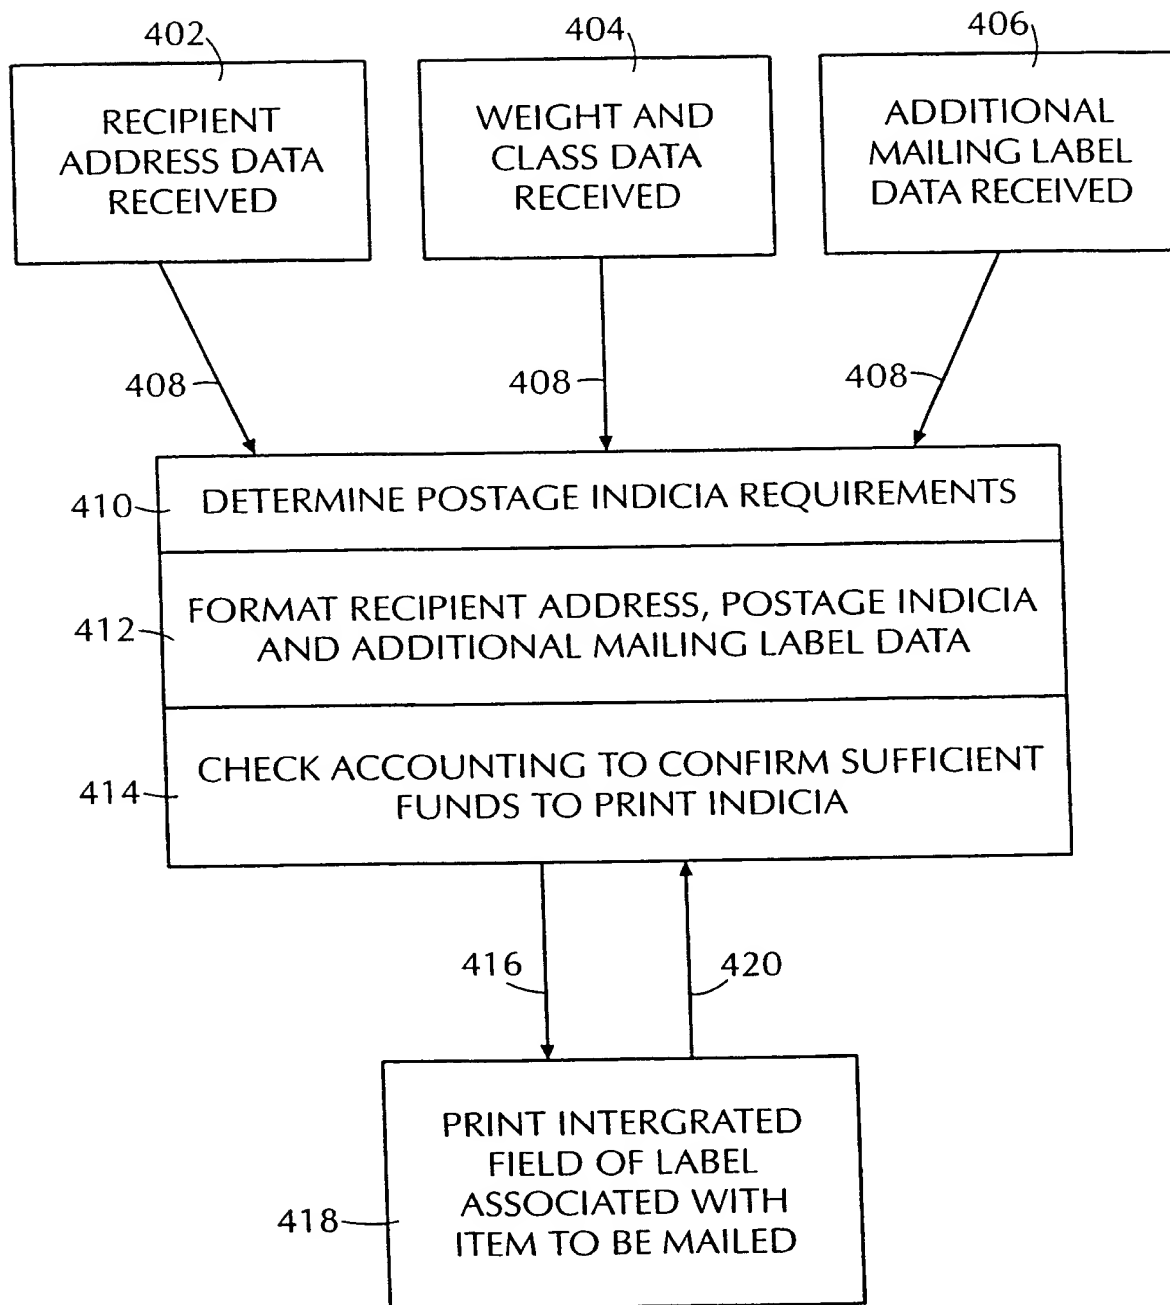 402
404
406
RECIPIENT
ADDRESS DATA
RECEIVED
WEIGHT AND
CLASS DATA
RECEIVED
ADDITIONAL
MAILING LABEL
DATA RECEIVED
408
408
408
410
DETERMINE POSTAGE INDICIA REQUIREMENTS
412
FORMAT RECIPIENT ADDRESS, POSTAGE INDICIA
AND ADDITIONAL MAILING LABEL DATA
414
CHECK ACCOUNTING TO CONFIRM SUFFICIENT
FUNDS TO PRINT INDICIA
416
420
418
PRINT INTERGRATED
FIELD OF LABEL
ASSOCIATED WITH
ITEM TO BE MAILED